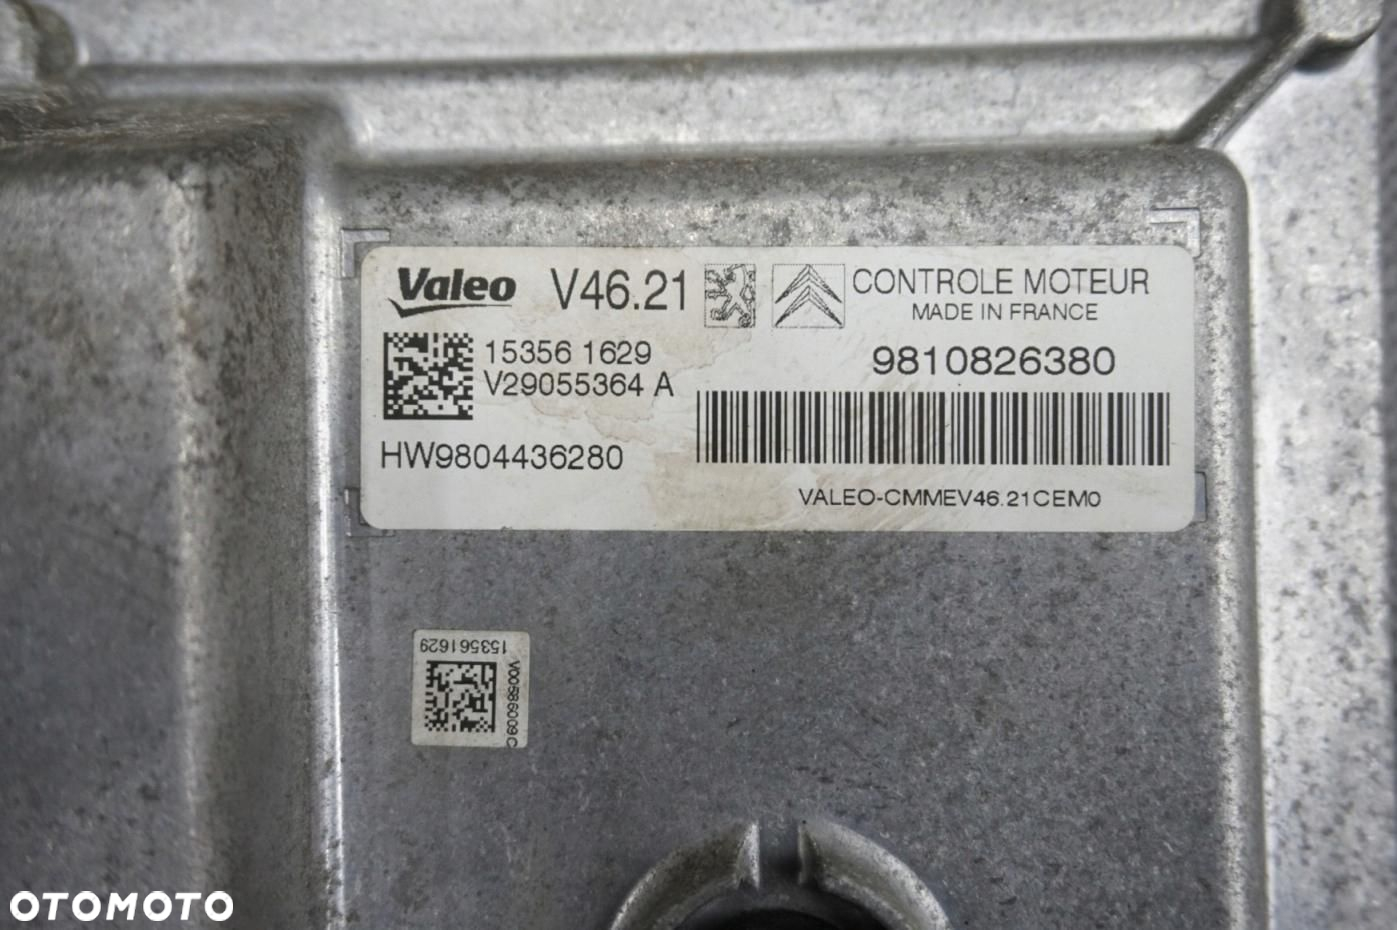 Valeo V46.21 CONTROLE MOTEUR
MADE IN FRANCE
15356 1629
V29055364 A
9810826380
HW9804436280
VALEO-CMMEV46.21CEM0
153561629
V00586009C
OTOMOTO